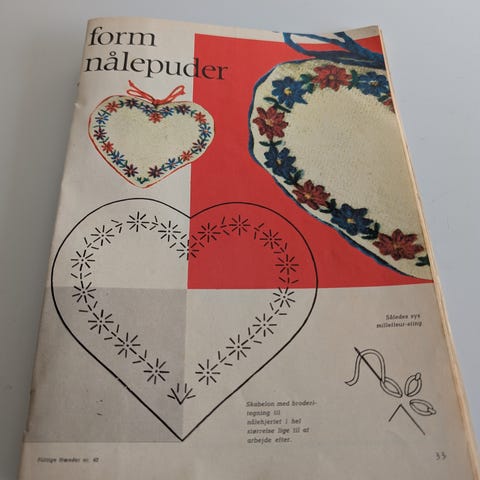 form
nålepuder
Således sys
millefleur-sting
Skabelon med broderi-
tegning til
nålehjertet i hel
størrelse lige til at
arbejde efter.
Flittige Hænder nr. 42
33